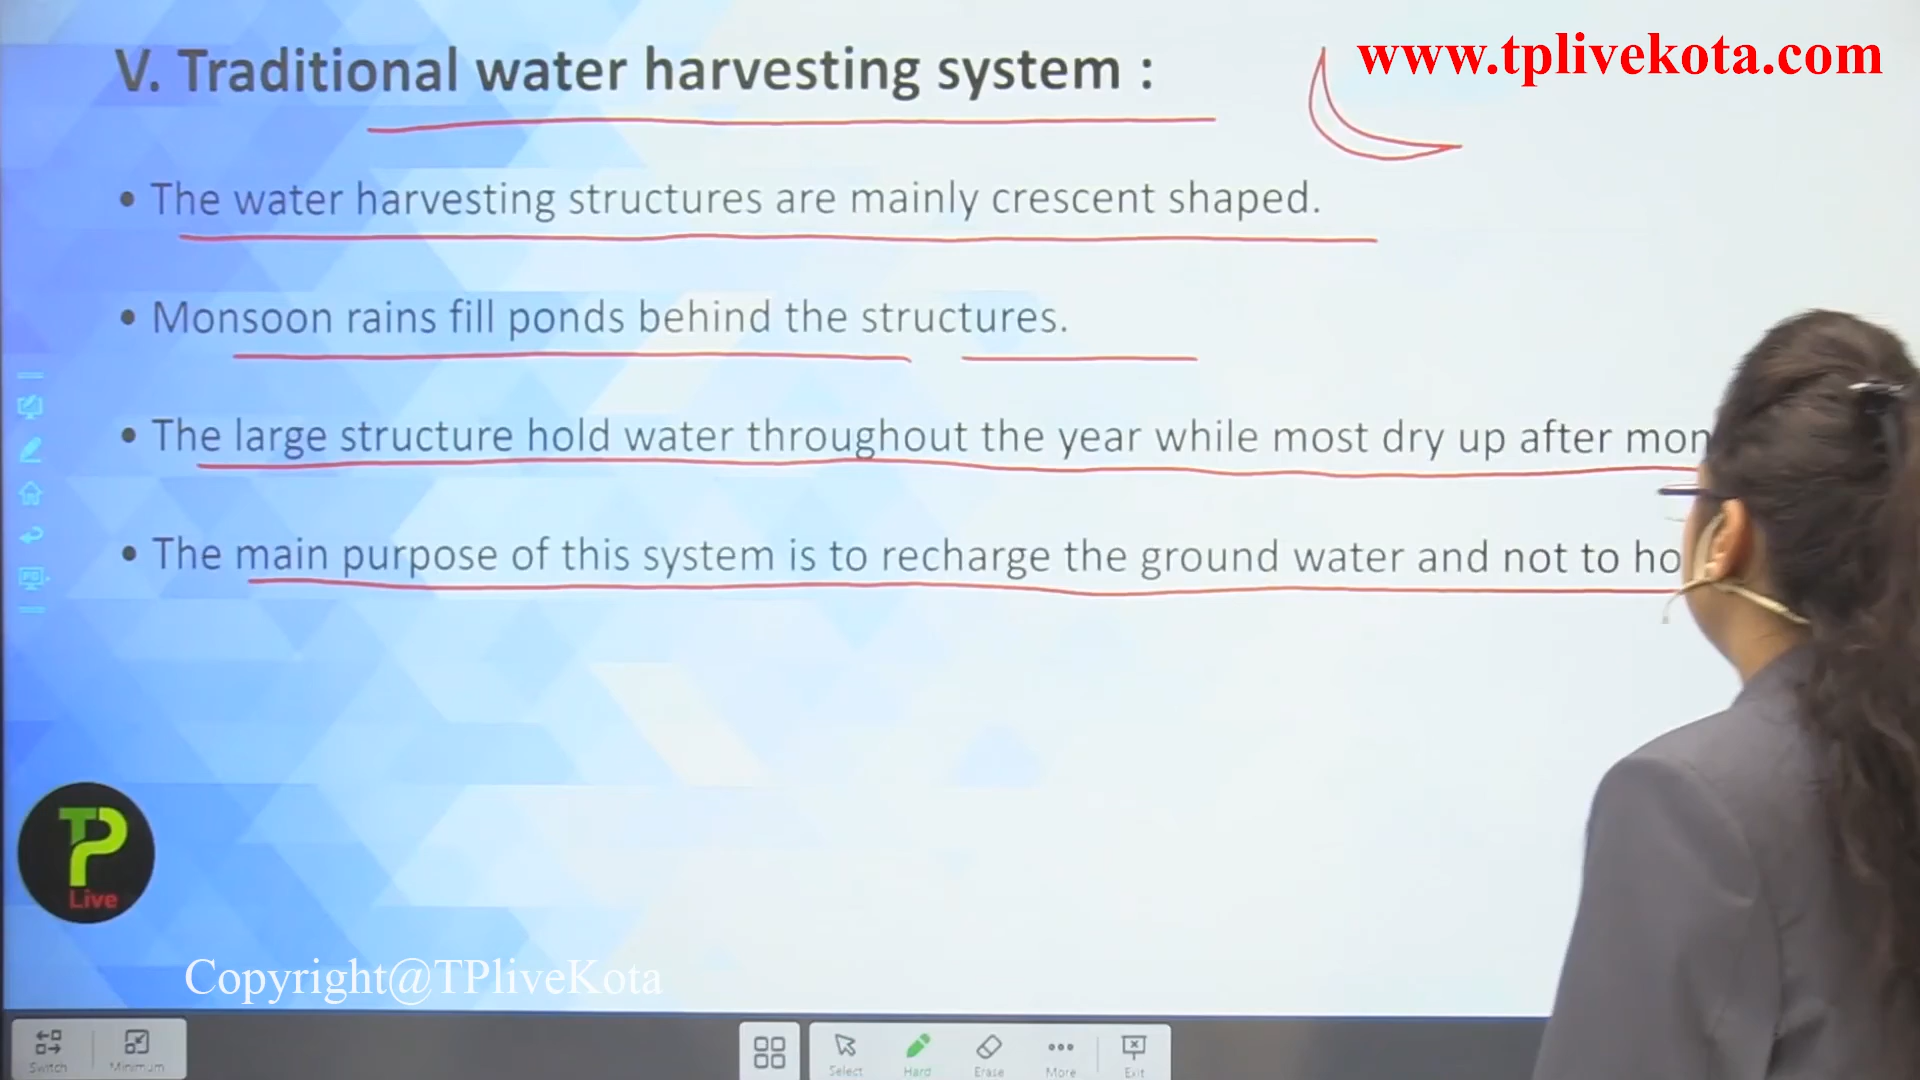 www.tplivekota.com
V. Traditional water harvesting system :
• The water harvesting structures are mainly crescent shaped.
• Monsoon rains fill ponds behind the structures.
• The large structure hold water throughout the year while most dry up after mon
• The main purpose of this system is to recharge the ground water and not to ho
TP
Live
Copyright@TPliveKota
Switch
Minimum
Select
Hard
Erase
More
Exit